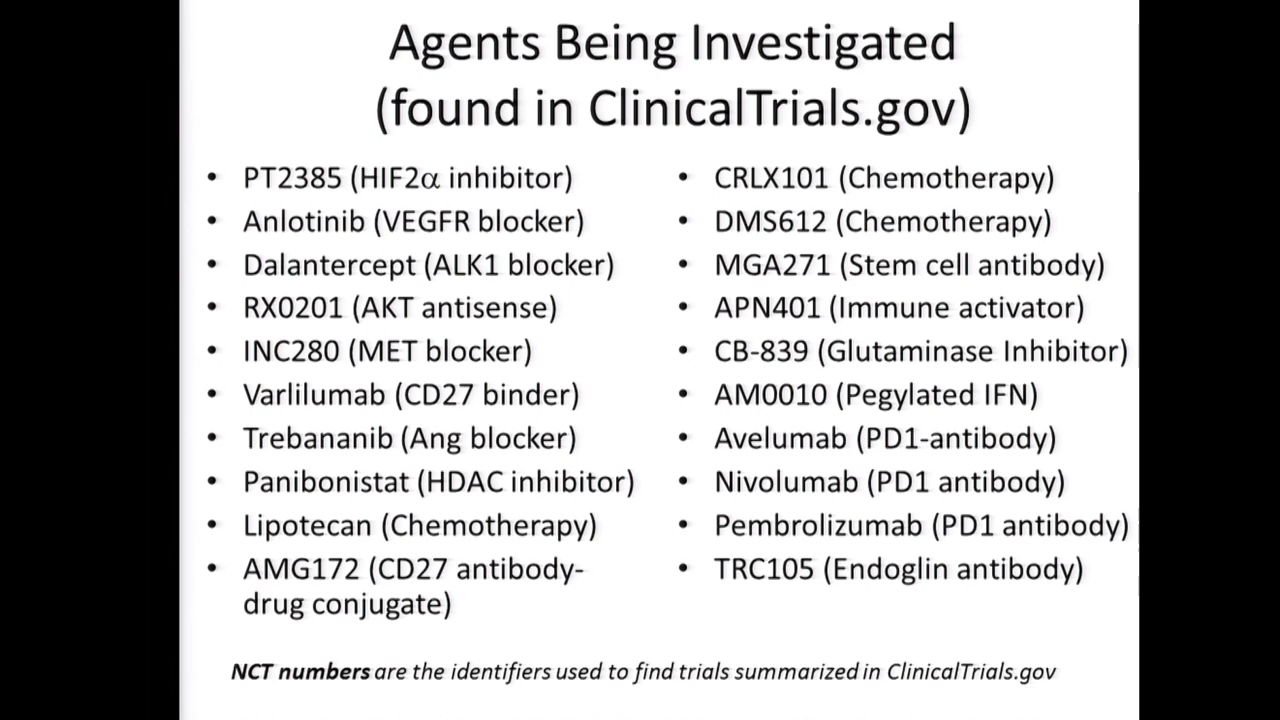 Agents Being Investigated
(found in ClinicalTrials.gov)
• PT2385 (HIF2α inhibitor)
• Anlotinib (VEGFR blocker)
• Dalantercept (ALK1 blocker)
• RX0201 (AKT antisense)
• INC280 (MET blocker)
• Varlilumab (CD27 binder)
• Trebananib (Ang blocker)
• Panibonistat (HDAC inhibitor)
• Lipotecan (Chemotherapy)
• AMG172 (CD27 antibody-
drug conjugate)
• CRLX101 (Chemotherapy)
• DMS612 (Chemotherapy)
• MGA271 (Stem cell antibody)
• APN401 (Immune activator)
• CB-839 (Glutaminase Inhibitor)
• AM0010 (Pegylated IFN)
• Avelumab (PD1-antibody)
• Nivolumab (PD1 antibody)
• Pembrolizumab (PD1 antibody)
• TRC105 (Endoglin antibody)
NCT numbers are the identifiers used to find trials summarized in ClinicalTrials.gov